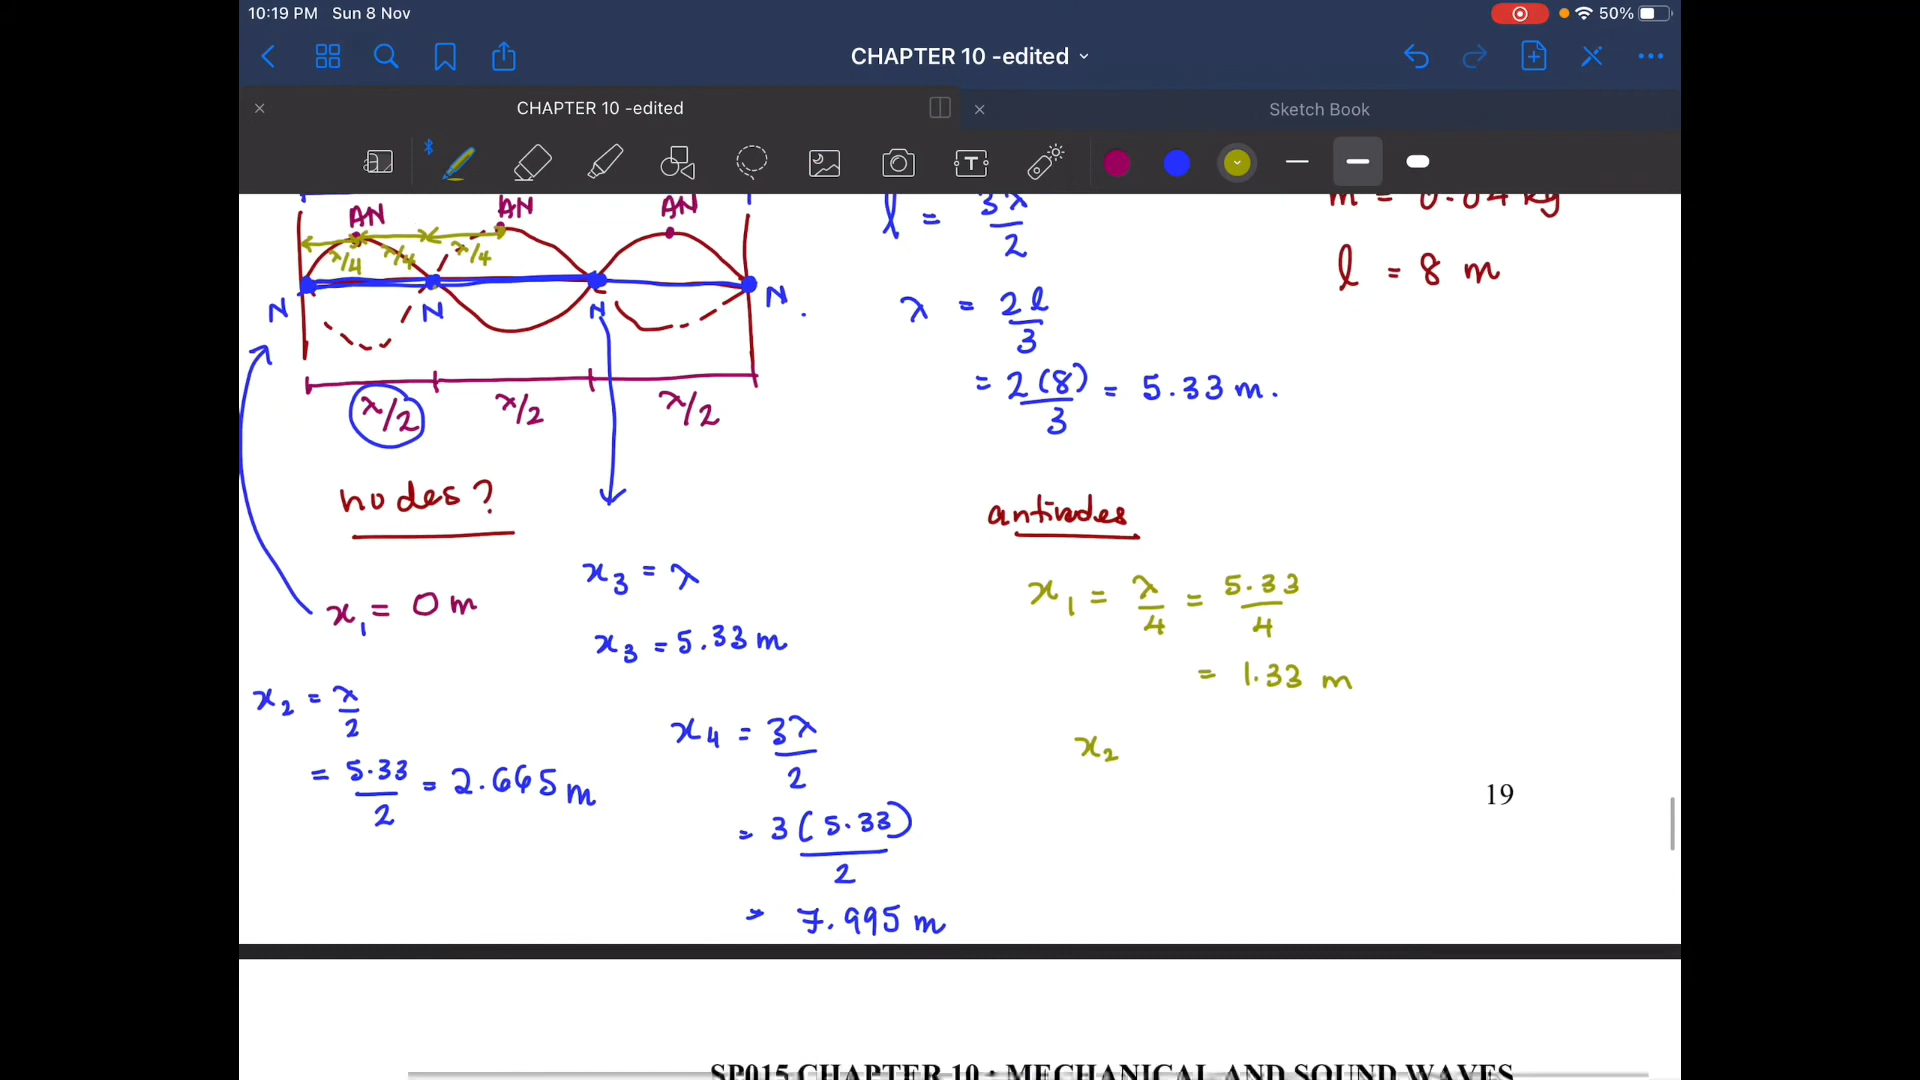 10:19 PM Sun 8 Nov
50%
CHAPTER 10 -edited
CHAPTER 10 -edited
Sketch Book
AN AN AN
λ/4 λ/4 λ/4
N N N N
λ/2 λ/2 λ/2
l = 3λ/2
λ = 2l/3
= 2(8)/3 = 5.33 m.
m = 0.04 kg
l = 8 m
nodes?
x₁ = 0 m
x₂ = λ/2
= 5.33/2 = 2.665 m
x₃ = λ
x₃ = 5.33 m
x₄ = 3λ/2
= 3(5.33)/2
= 7.995 m
antinodes
x₁ = λ/4 = 5.33/4
= 1.33 m
x₂
19
SP015 CHAPTER 10 : MECHANICAL AND SOUND WAVES